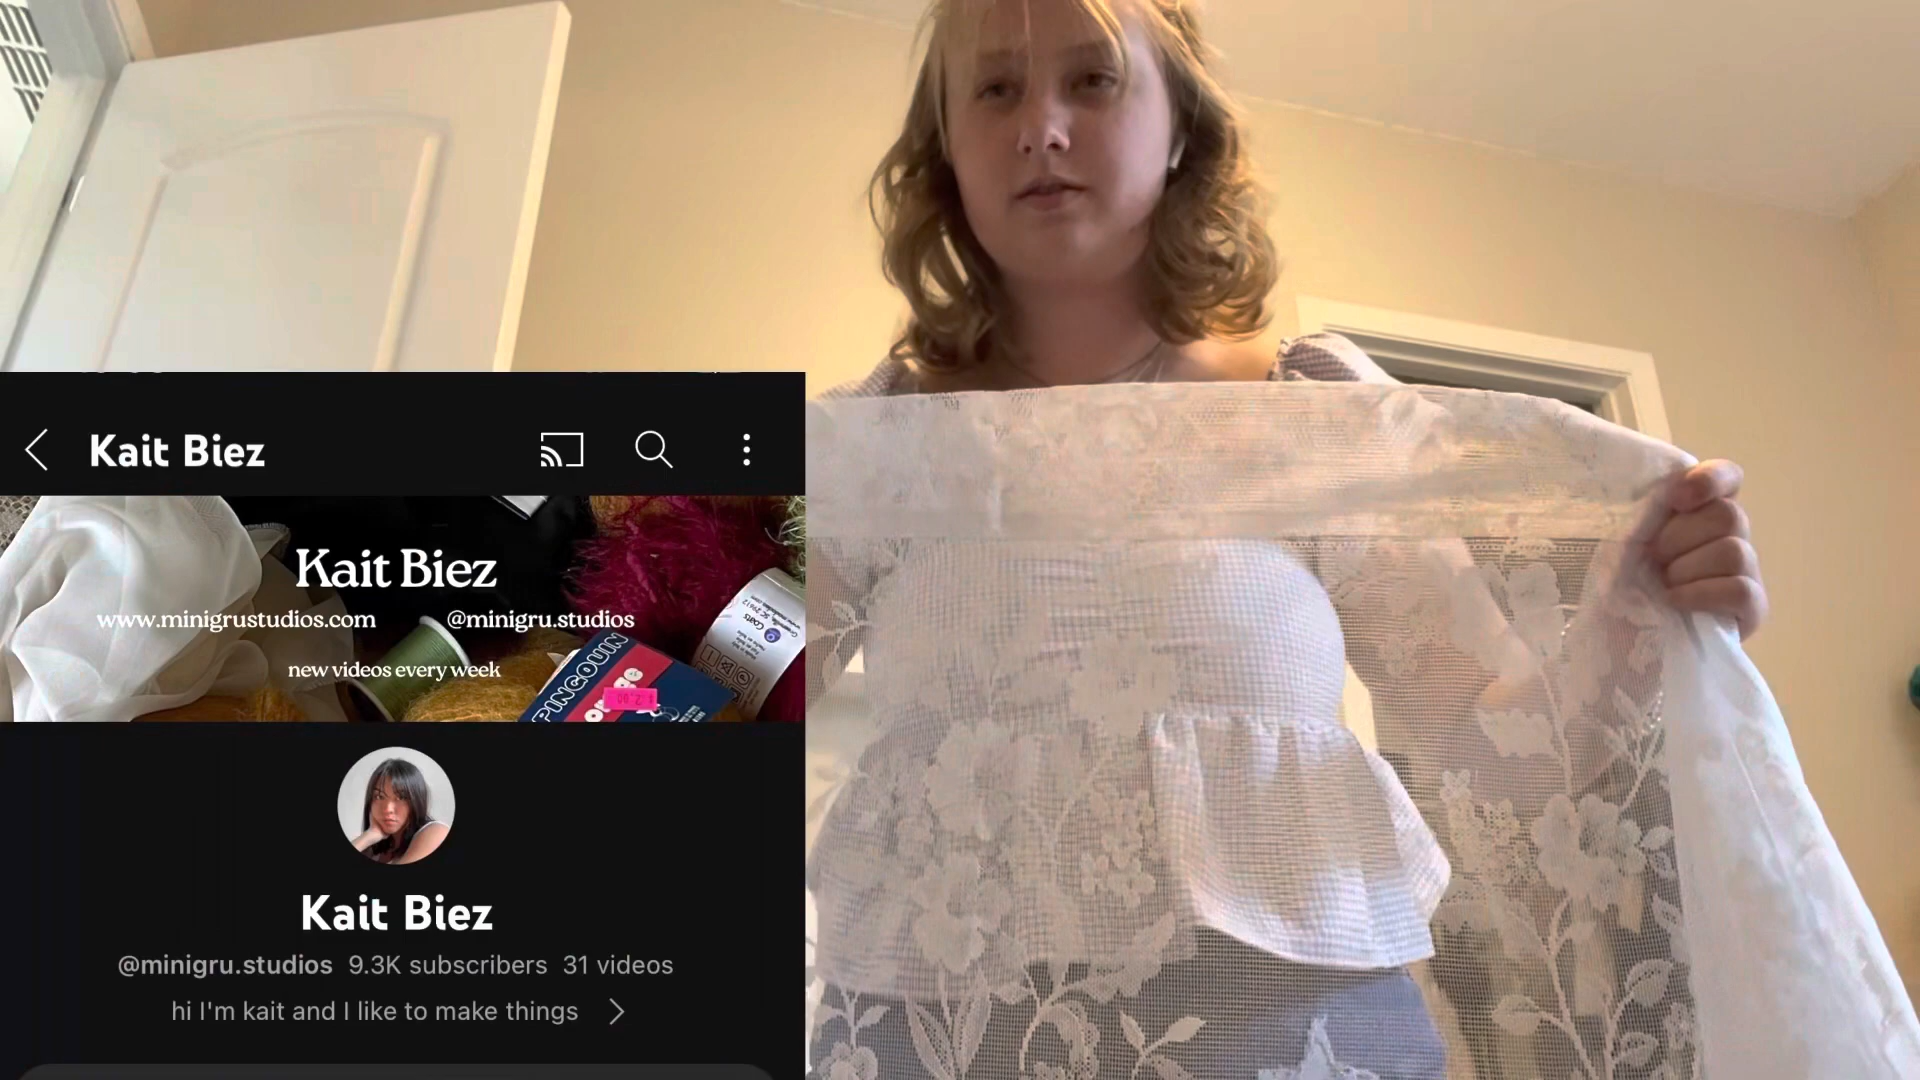 Kait Biez
Kait Biez
www.minigrustudios.com @minigru.studios
new videos every week
PINGOUIN
Coats
Kait Biez
@minigru.studios 9.3K subscribers 31 videos
hi I'm kait and I like to make things